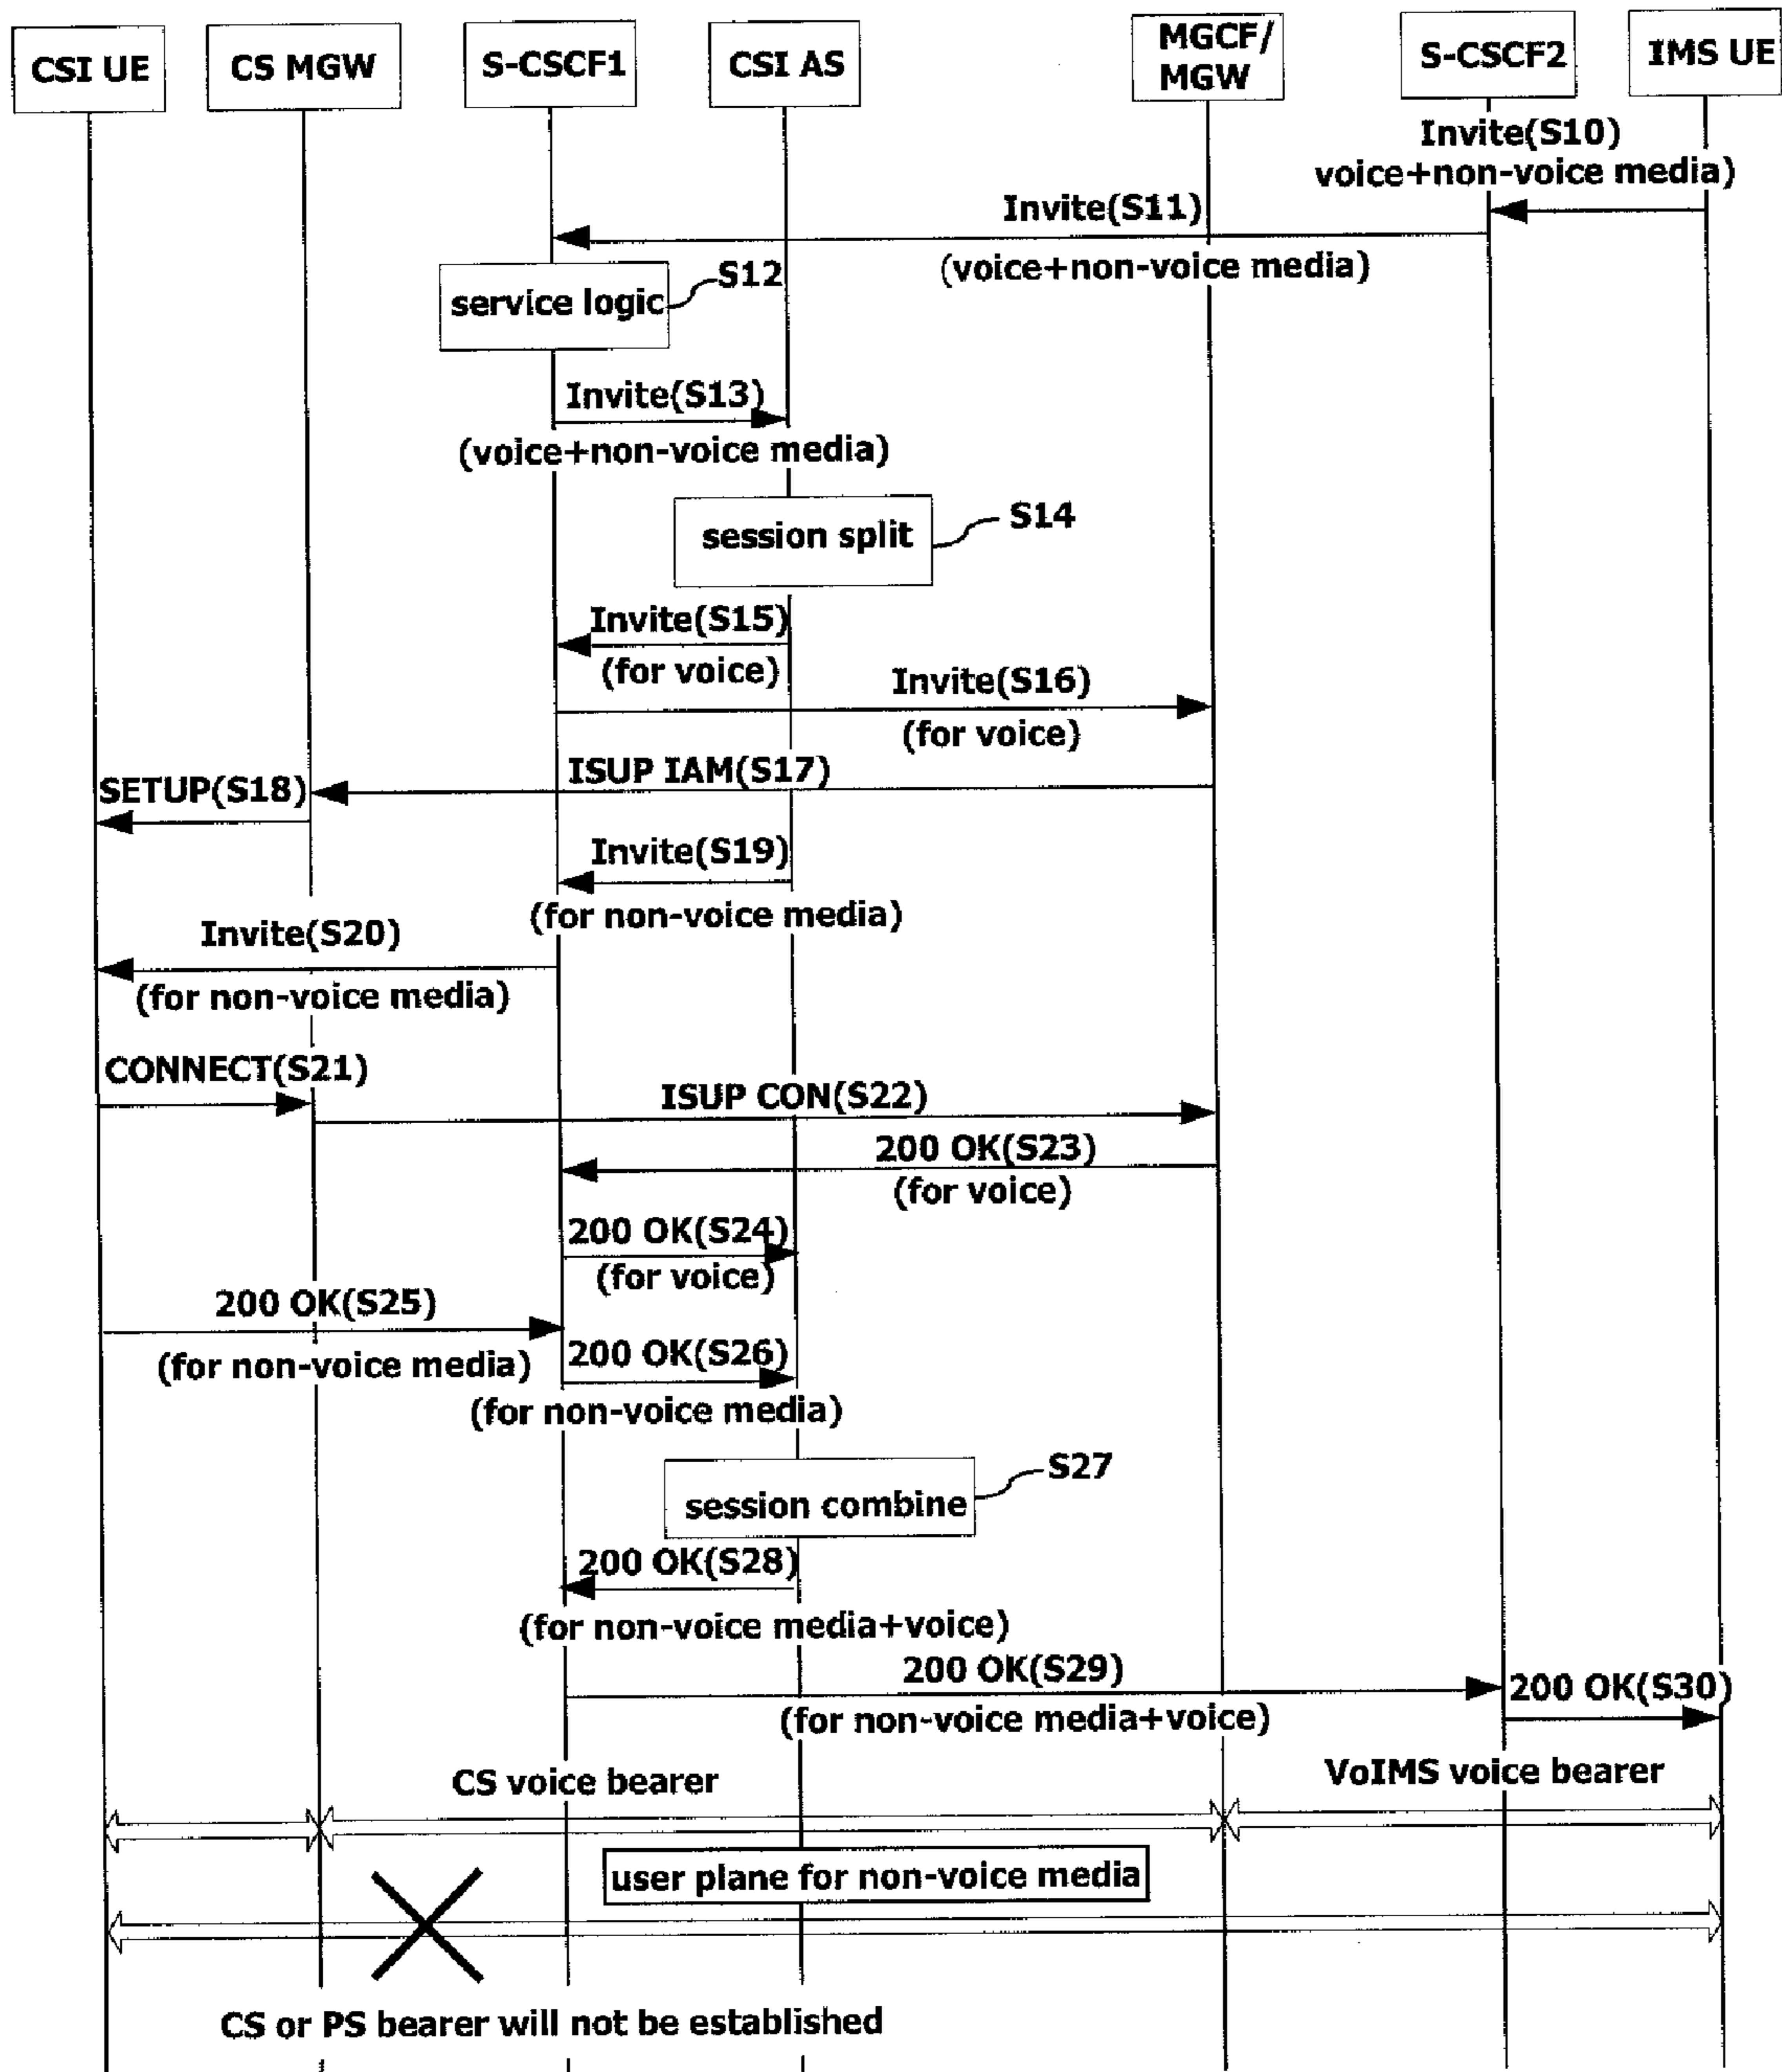 CSI UE
CS MGW
S-CSCF1
CSI AS
MGCF/
MGW
S-CSCF2
IMS UE
Invite(S10)
voice+non-voice media)
Invite(S11)
(voice+non-voice media)
service logic
S12
Invite(S13)
(voice+non-voice media)
session split
S14
Invite(S15)
(for voice)
Invite(S16)
(for voice)
ISUP IAM(S17)
SETUP(S18)
Invite(S19)
(for non-voice media)
Invite(S20)
(for non-voice media)
CONNECT(S21)
ISUP CON(S22)
200 OK(S23)
(for voice)
200 OK(S24)
(for voice)
200 OK(S25)
(for non-voice media)
200 OK(S26)
(for non-voice media)
session combine
S27
200 OK(S28)
(for non-voice media+voice)
200 OK(S29)
(for non-voice media+voice)
200 OK(S30)
CS voice bearer
VoIMS voice bearer
user plane for non-voice media
CS or PS bearer will not be established